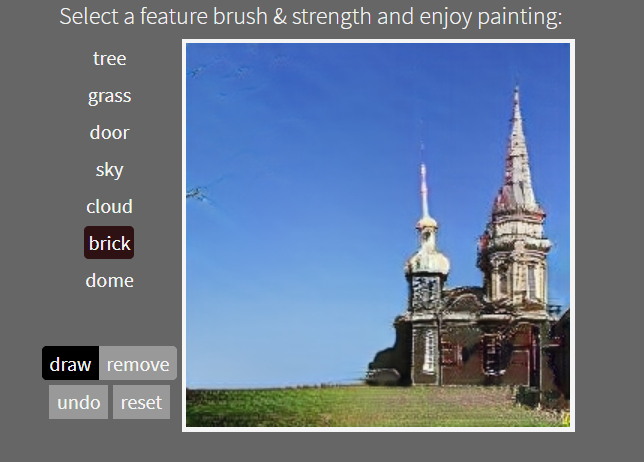 Select a feature brush & strength and enjoy painting:
tree
grass
door
sky
cloud
brick
dome
draw remove
undo reset